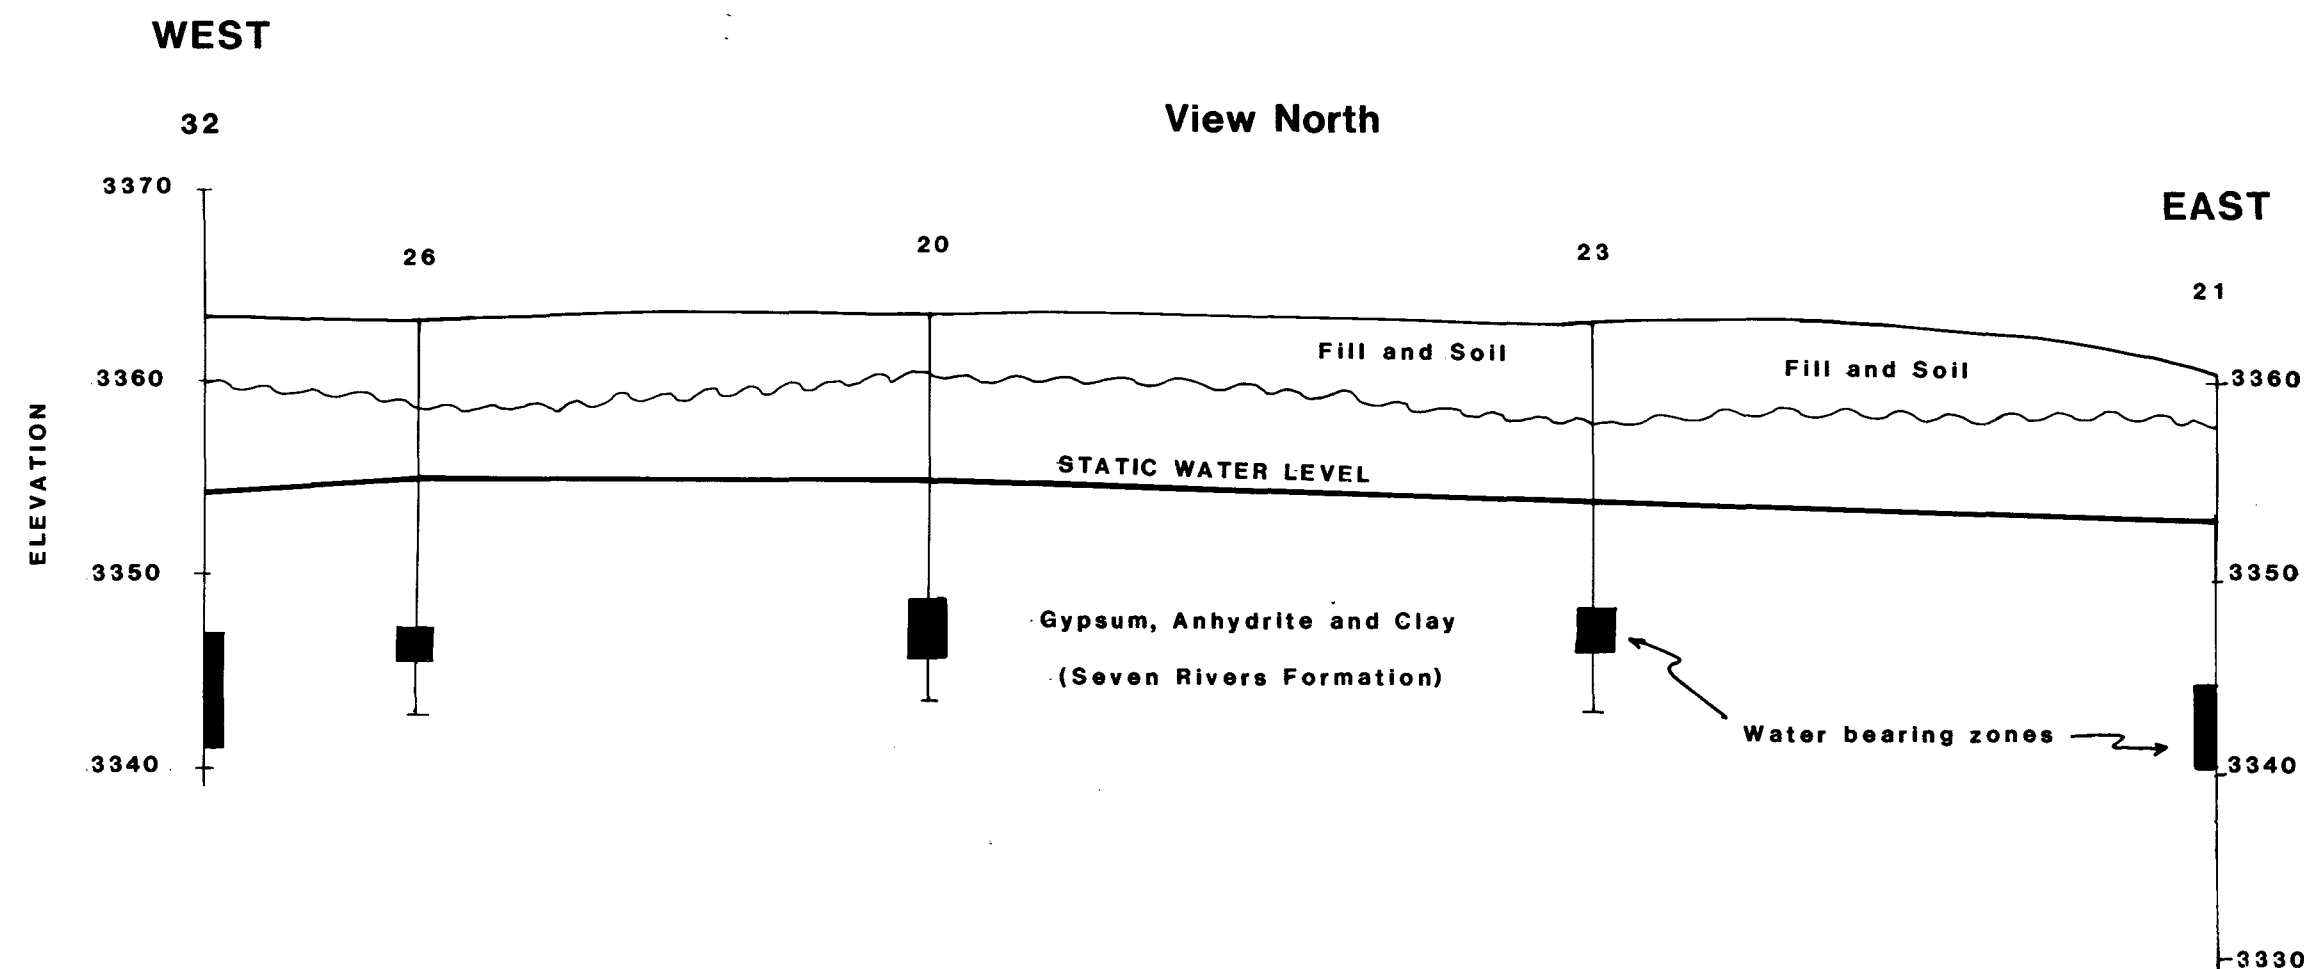 WEST
View North
32
3370
EAST
26
20
23
21
Fill and Soil
Fill and Soil
3360
3360
ELEVATION
STATIC WATER LEVEL
3350
3350
Gypsum, Anhydrite and Clay
(Seven Rivers Formation)
Water bearing zones
3340
3340
3330